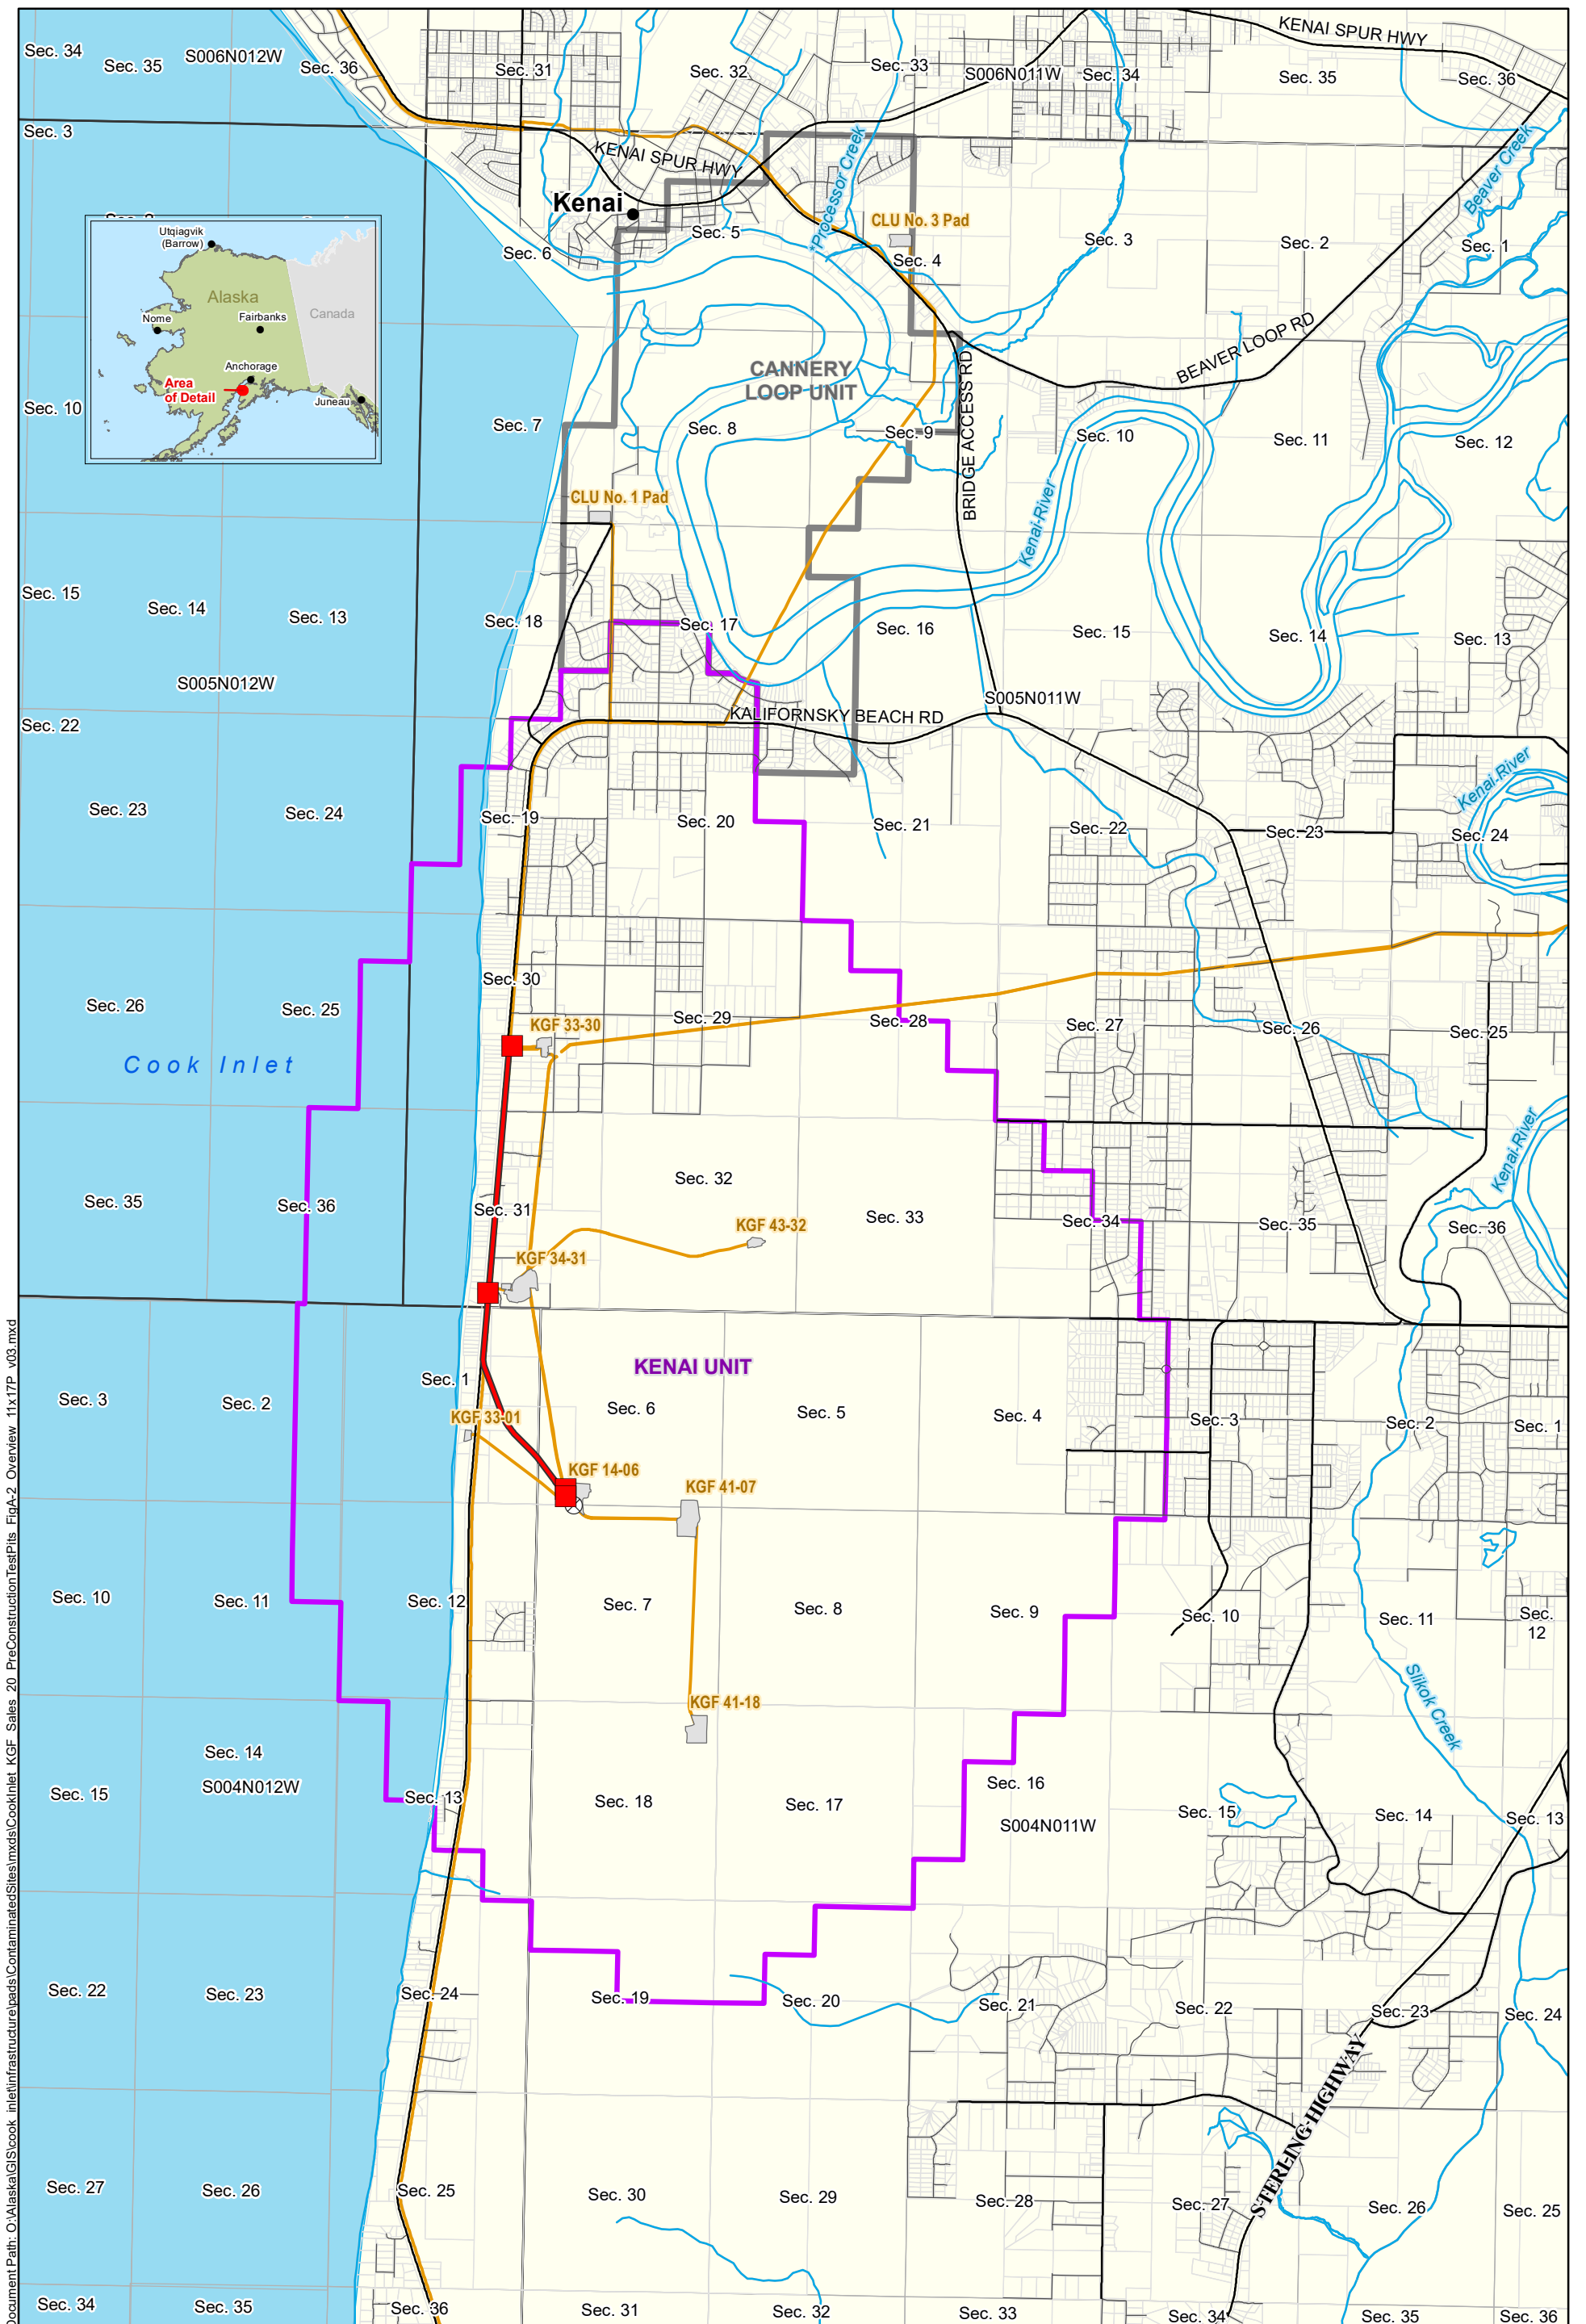 KENAI SPUR HWY
Sec. 34
Sec. 35
S006N012W
Sec. 36
Sec. 31
Sec. 32
Sec. 33
S006N011W
Sec. 34
Sec. 35
Sec. 36
Sec. 3
KENAI SPUR HWY
*Processor Creek
Beaver Creek
Kenai
CLU No. 3 Pad
Sec. 6
Sec. 5
Sec. 4
Sec. 3
Sec. 2
Sec. 1
Utqiagvik
(Barrow)
Alaska
Canada
Nome
Fairbanks
Anchorage
Area
of Detail
Juneau
BEAVER LOOP RD
CANNERY
LOOP UNIT
BRIDGE ACCESS RD
Sec. 10
Sec. 7
Sec. 8
Sec. 9
Sec. 10
Sec. 11
Sec. 12
CLU No. 1 Pad
Kenai-River
Sec. 15
Sec. 14
Sec. 13
Sec. 18
Sec. 17
Sec. 16
Sec. 15
Sec. 14
Sec. 13
S005N012W
S005N011W
KALIFORNSKY BEACH RD
Sec. 22
Kenai-River
Sec. 23
Sec. 24
Sec. 19
Sec. 20
Sec. 21
Sec. 22
Sec. 23
Sec. 24
Sec. 30
Sec. 26
Sec. 25
KGF 33-30
Sec. 29
Sec. 28
Sec. 27
Sec. 26
Sec. 25
Cook Inlet
Kenai-River
Sec. 35
Sec. 36
Sec. 31
Sec. 32
Sec. 33
Sec. 34
Sec. 35
Sec. 36
KGF 43-32
KGF 34-31
KENAI UNIT
Sec. 3
Sec. 2
Sec. 1
Sec. 6
Sec. 5
Sec. 4
Sec. 3
Sec. 2
Sec. 1
KGF 33-01
KGF 14-06
KGF 41-07
Sec. 10
Sec. 11
Sec. 12
Sec. 7
Sec. 8
Sec. 9
Sec. 10
Sec. 11
Sec.
12
KGF 41-18
Slikok Creek
Sec. 14
S004N012W
Sec. 15
Sec. 13
Sec. 18
Sec. 17
Sec. 16
S004N011W
Sec. 15
Sec. 14
Sec. 13
Sec. 22
Sec. 23
Sec. 24
Sec. 19
Sec. 20
Sec. 21
Sec. 22
Sec. 23
Sec. 24
STERLING HIGHWAY
Sec. 27
Sec. 26
Sec. 25
Sec. 30
Sec. 29
Sec. 28
Sec. 27
Sec. 26
Sec. 25
Sec. 34
Sec. 35
Sec. 36
Sec. 31
Sec. 32
Sec. 33
Sec. 34
Sec. 35
Sec. 36
Document Path: O:\Alaska\GIS\cook_inlet\infrastructure\pads\ContaminatedSites\mxds\CookInlet_KGF_Sales_20_PreConstructionTestPits_FigA-2_Overview_11x17P_v03.mxd